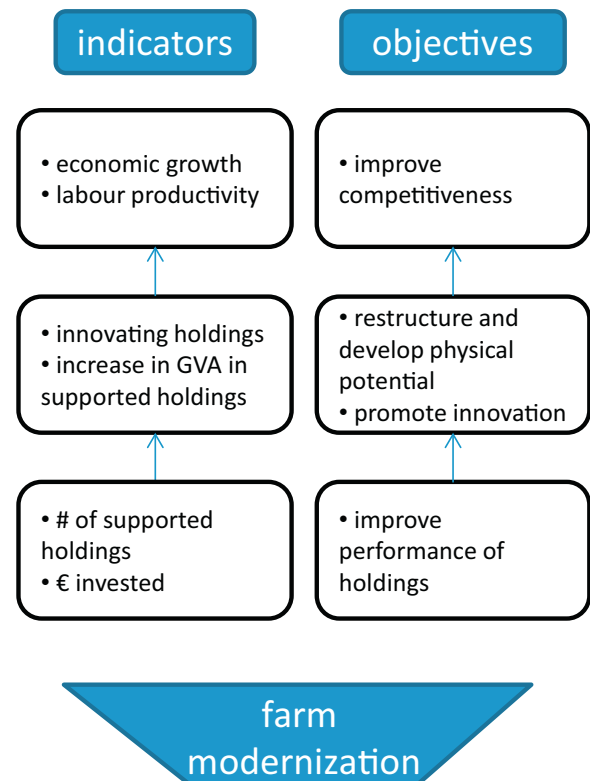 indicators
objectives
• economic growth
• labour productivity
• improve
competitiveness
• innovating holdings
• increase in GVA in
supported holdings
• restructure and
develop physical
potential
• promote innovation
• # of supported
holdings
• € invested
• improve
performance of
holdings
farm
modernization